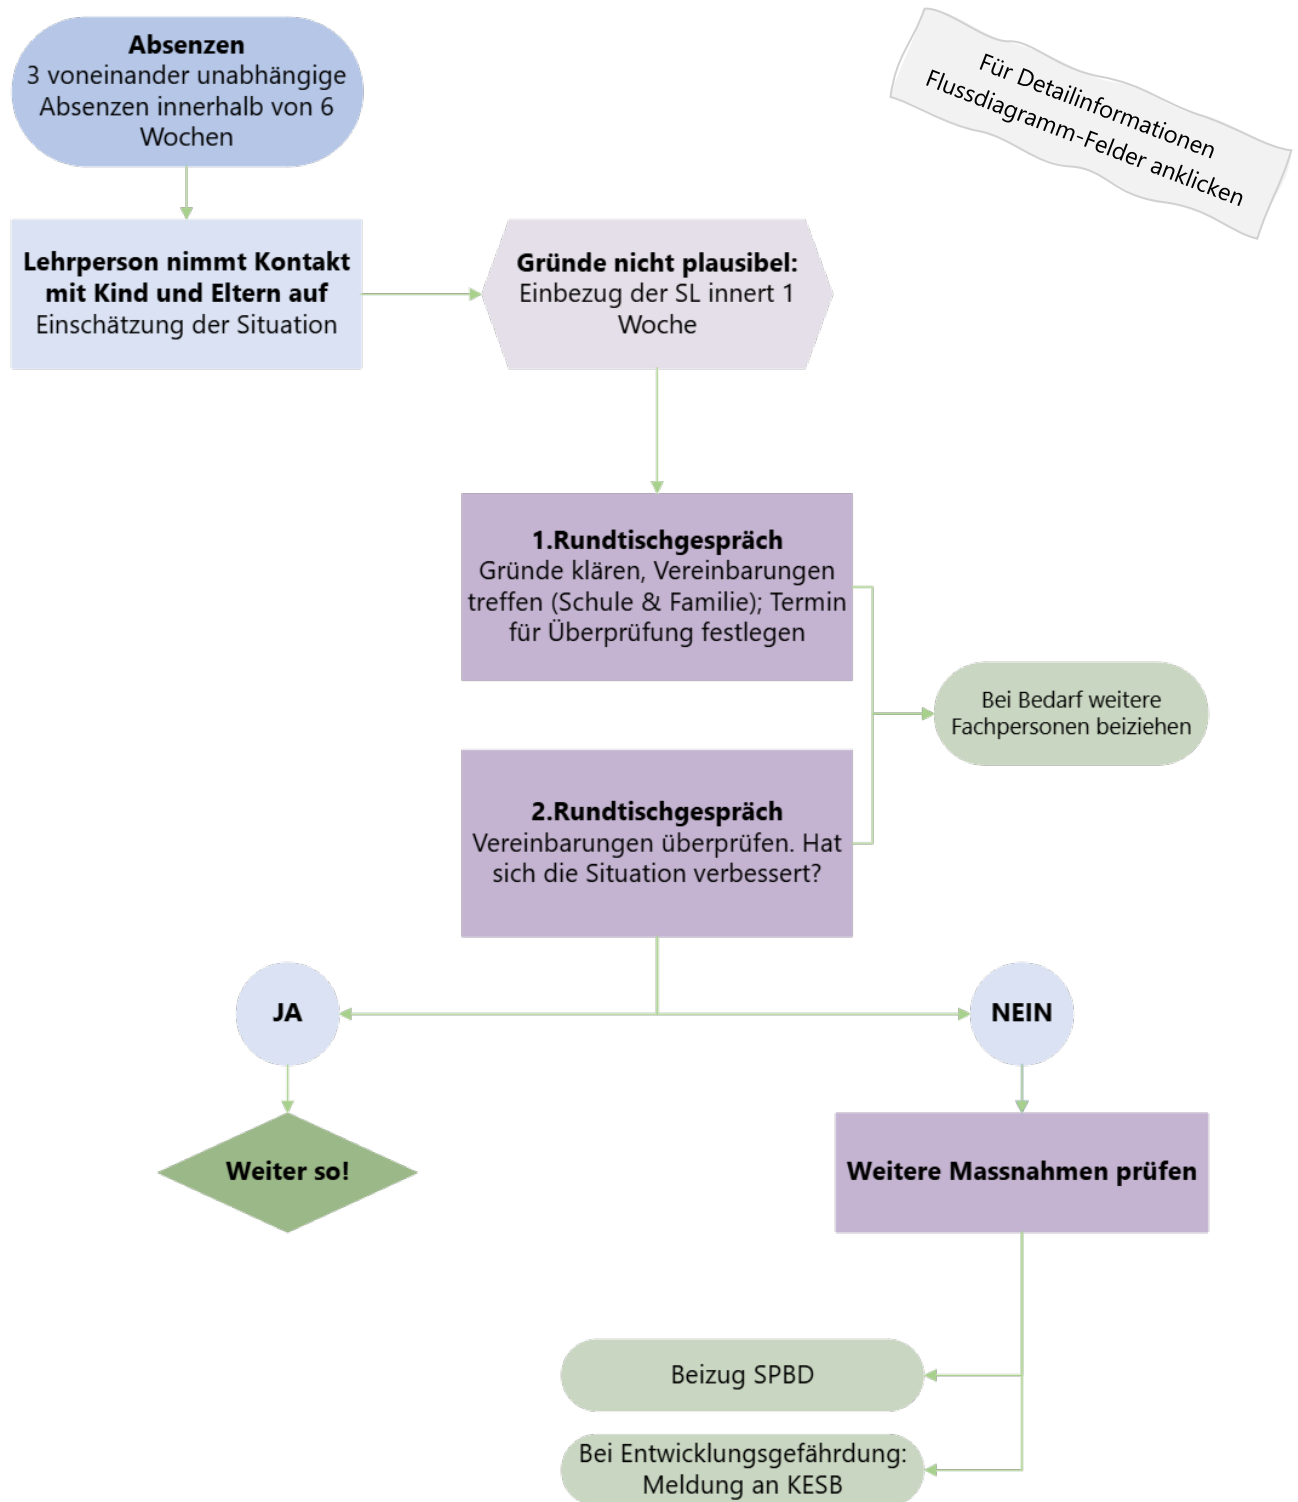 Absenzen
3 voneinander unabhängige
Absenzen innerhalb von 6
Wochen
Für Detailinformationen
Flussdiagramm-Felder anklicken
Lehrperson nimmt Kontakt
mit Kind und Eltern auf
Einschätzung der Situation
Gründe nicht plausibel:
Einbezug der SL innert 1
Woche
1.Rundtischgespräch
Gründe klären, Vereinbarungen
treffen (Schule & Familie); Termin
für Überprüfung festlegen
Bei Bedarf weitere
Fachpersonen beiziehen
2.Rundtischgespräch
Vereinbarungen überprüfen. Hat
sich die Situation verbessert?
JA
NEIN
Weiter so!
Weitere Massnahmen prüfen
Beizug SPBD
Bei Entwicklungsgefährdung:
Meldung an KESB